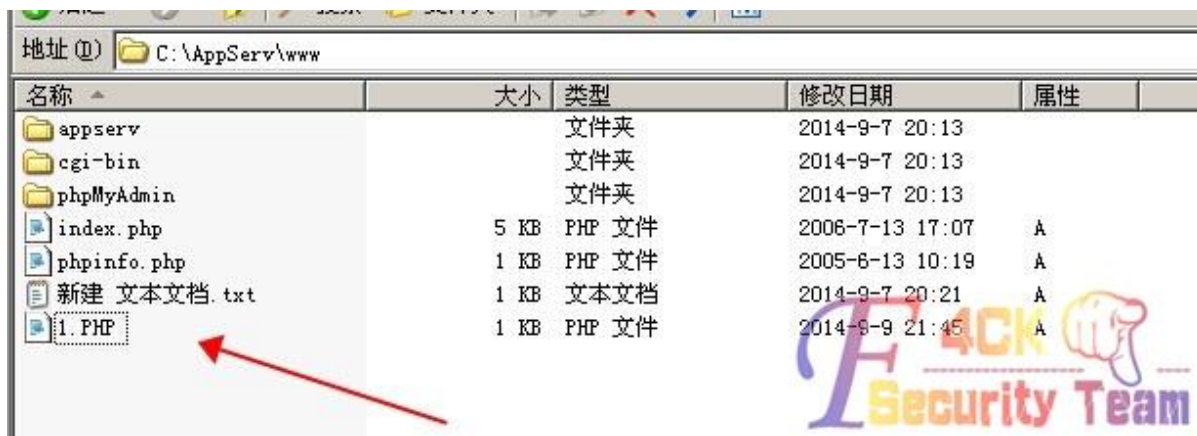 地址(D) C:\AppServ\www
名称 大小 类型 修改日期 属性
appserv 文件夹 2014-9-7 20:13
cgi-bin 文件夹 2014-9-7 20:13
phpMyAdmin 文件夹 2014-9-7 20:13
index.php 5 KB PHP 文件 2006-7-13 17:07 A
phpinfo.php 1 KB PHP 文件 2005-6-13 10:19 A
新建 文本文档.txt 1 KB 文本文档 2014-9-7 20:21 A
1.PHP 1 KB PHP 文件 2014-9-9 21:45 A
F4CK
Security Team